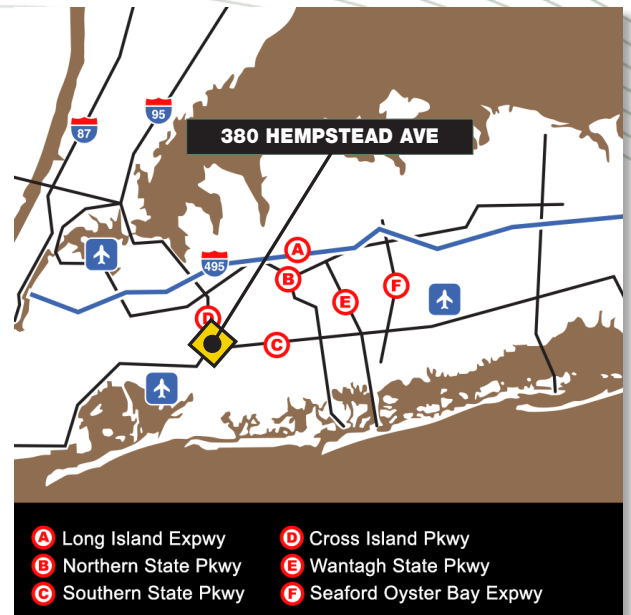 95
87
380 HEMPSTEAD AVE
495
A
B
F
E
D
C
A Long Island Expwy
B Northern State Pkwy
C Southern State Pkwy
D Cross Island Pkwy
E Wantagh State Pkwy
F Seaford Oyster Bay Expwy